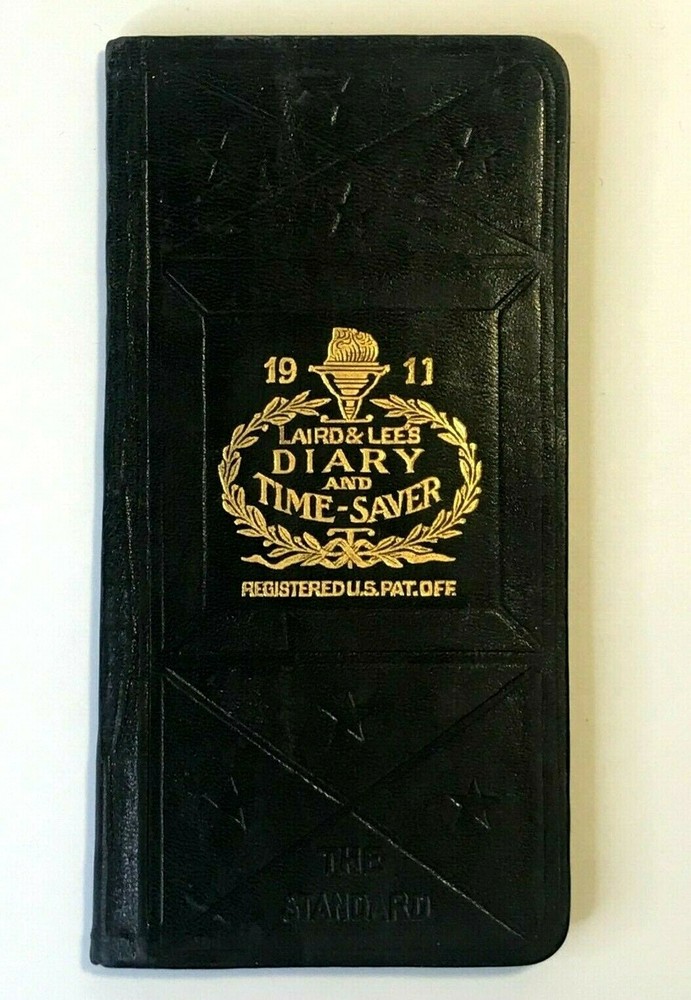 19 11
LAIRD & LEE'S
DIARY
AND
TIME-SAVER
REGISTERED U.S. PAT. OFF.
THE
STANDARD